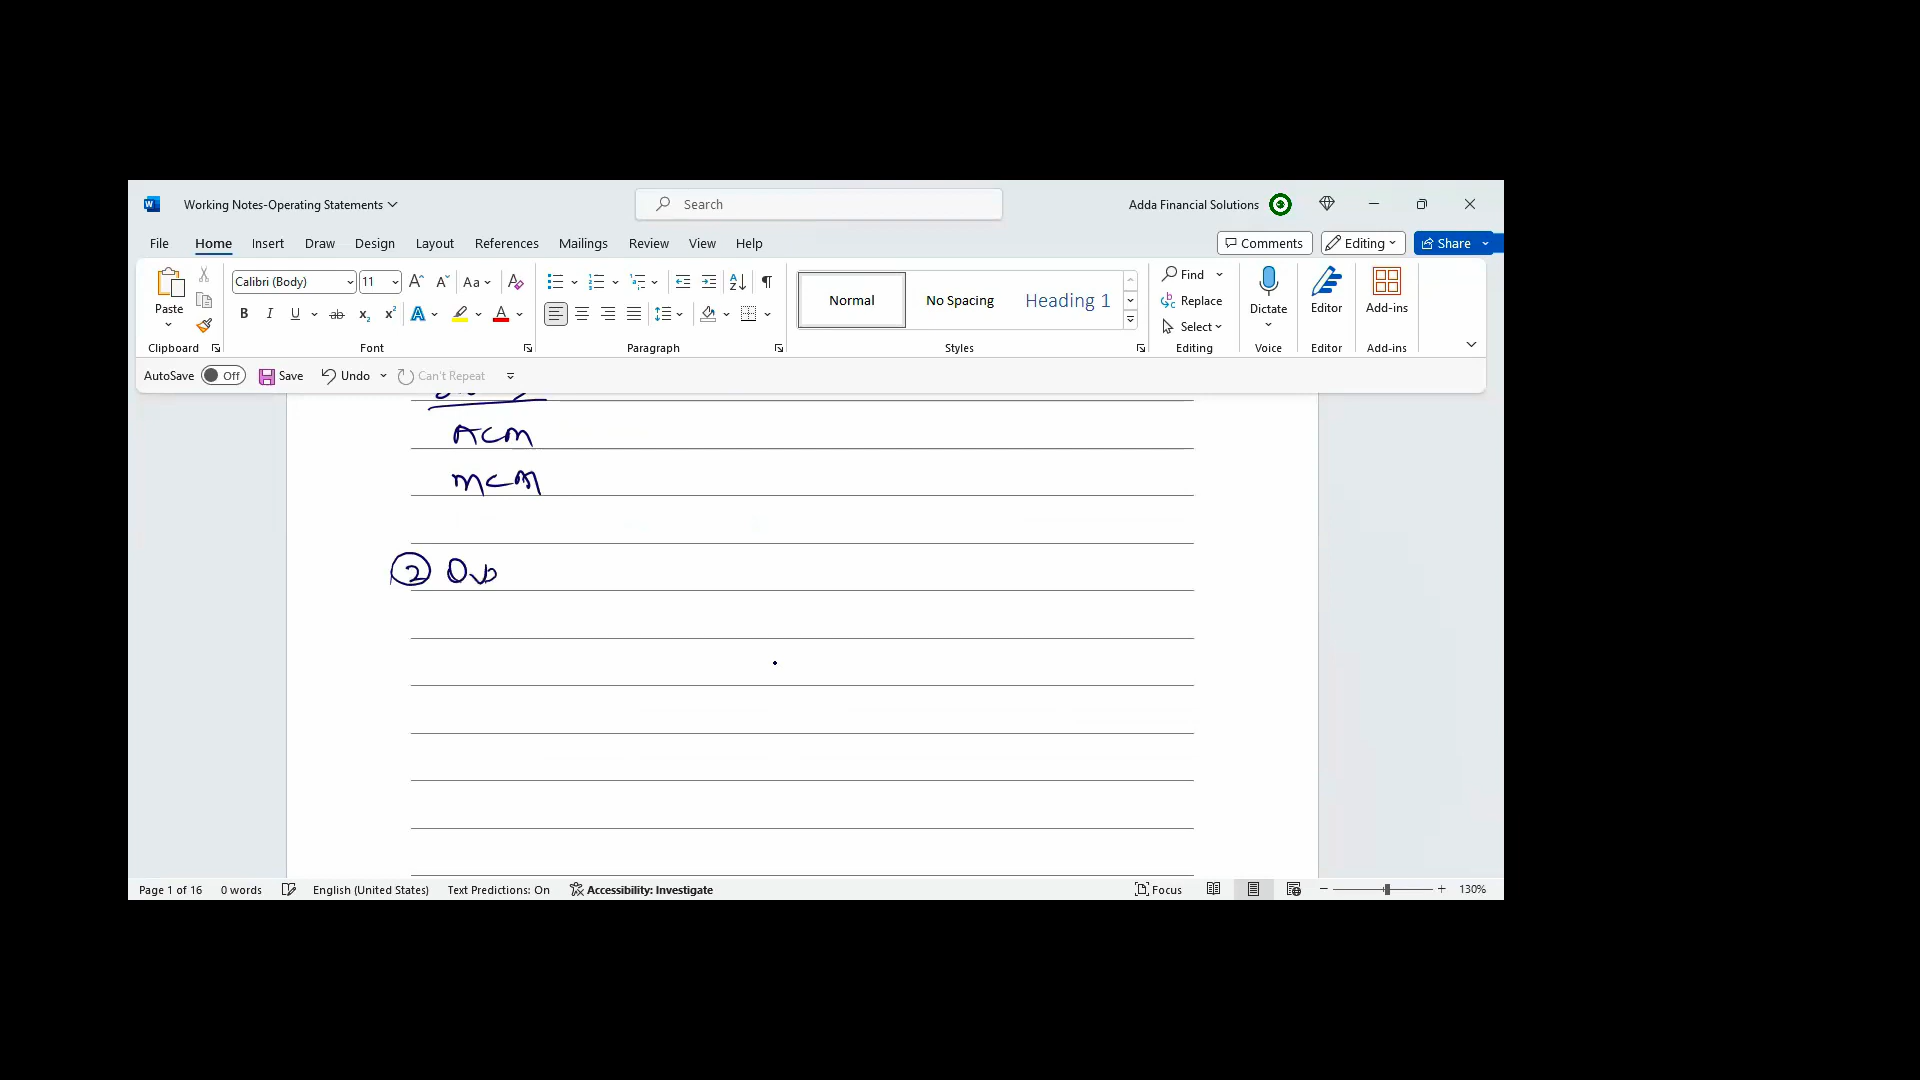 Working Notes-Operating Statements
Search
Adda Financial Solutions
File Home Insert Draw Design Layout References Mailings Review View Help
Comments Editing Share
Calibri (Body) 11
Aa
Paste
Normal
No Spacing
Heading 1
Find
Replace
Select
Dictate
Editor
Add-ins
Clipboard Font Paragraph Styles Editing Voice Editor Add-ins
AutoSave Off Save Undo Can't Repeat
ACM
MCM
2
Page 1 of 16 0 words English (United States) Text Predictions: On Accessibility: Investigate Focus 130%